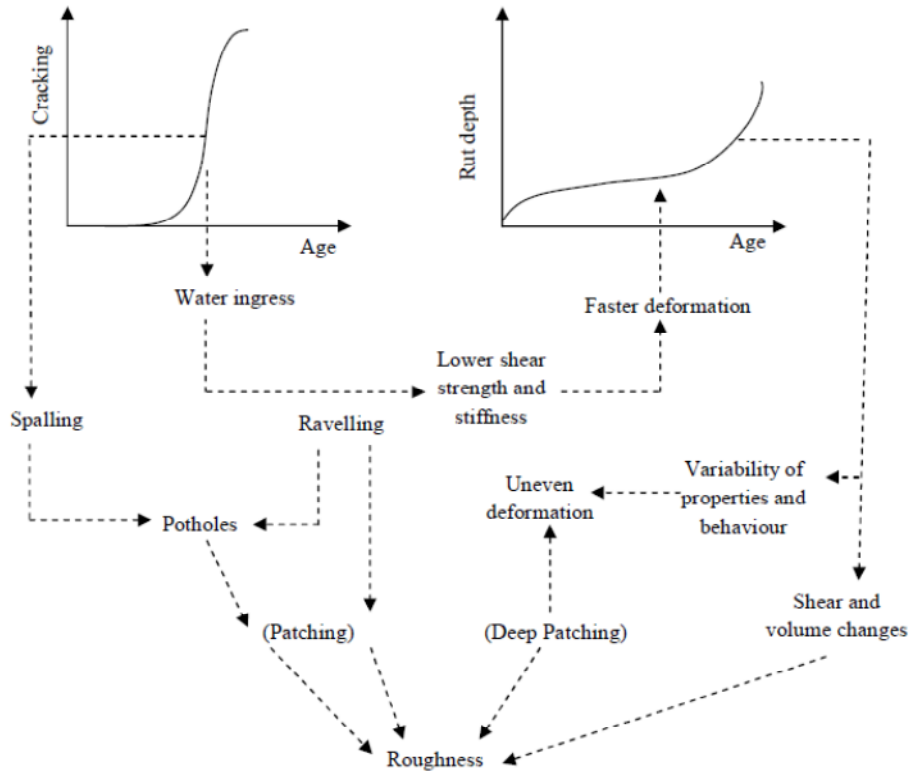 Cracking
Age
Rut depth
Age
Water ingress
Faster deformation
Lower shear
strength and
stiffness
Spalling
Ravelling
Potholes
Uneven
deformation
Variability of
properties and
behaviour
(Patching)
(Deep Patching)
Shear and
volume changes
Roughness